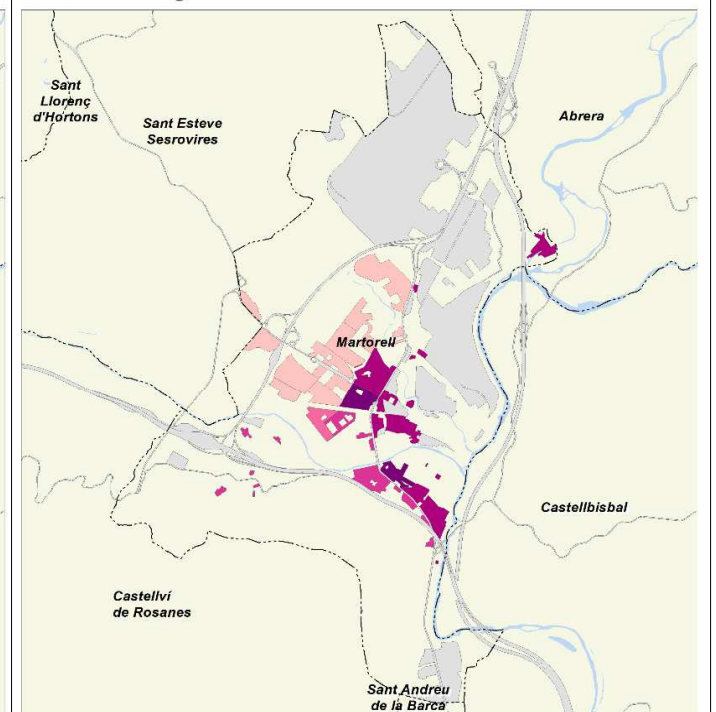 Sant
Llorenç
d'Hortons
Sant Esteve
Sesrovires
Abrera
Martorell
Castellbisbal
Castellví
de Rosanes
Sant Andreu
de la Barca